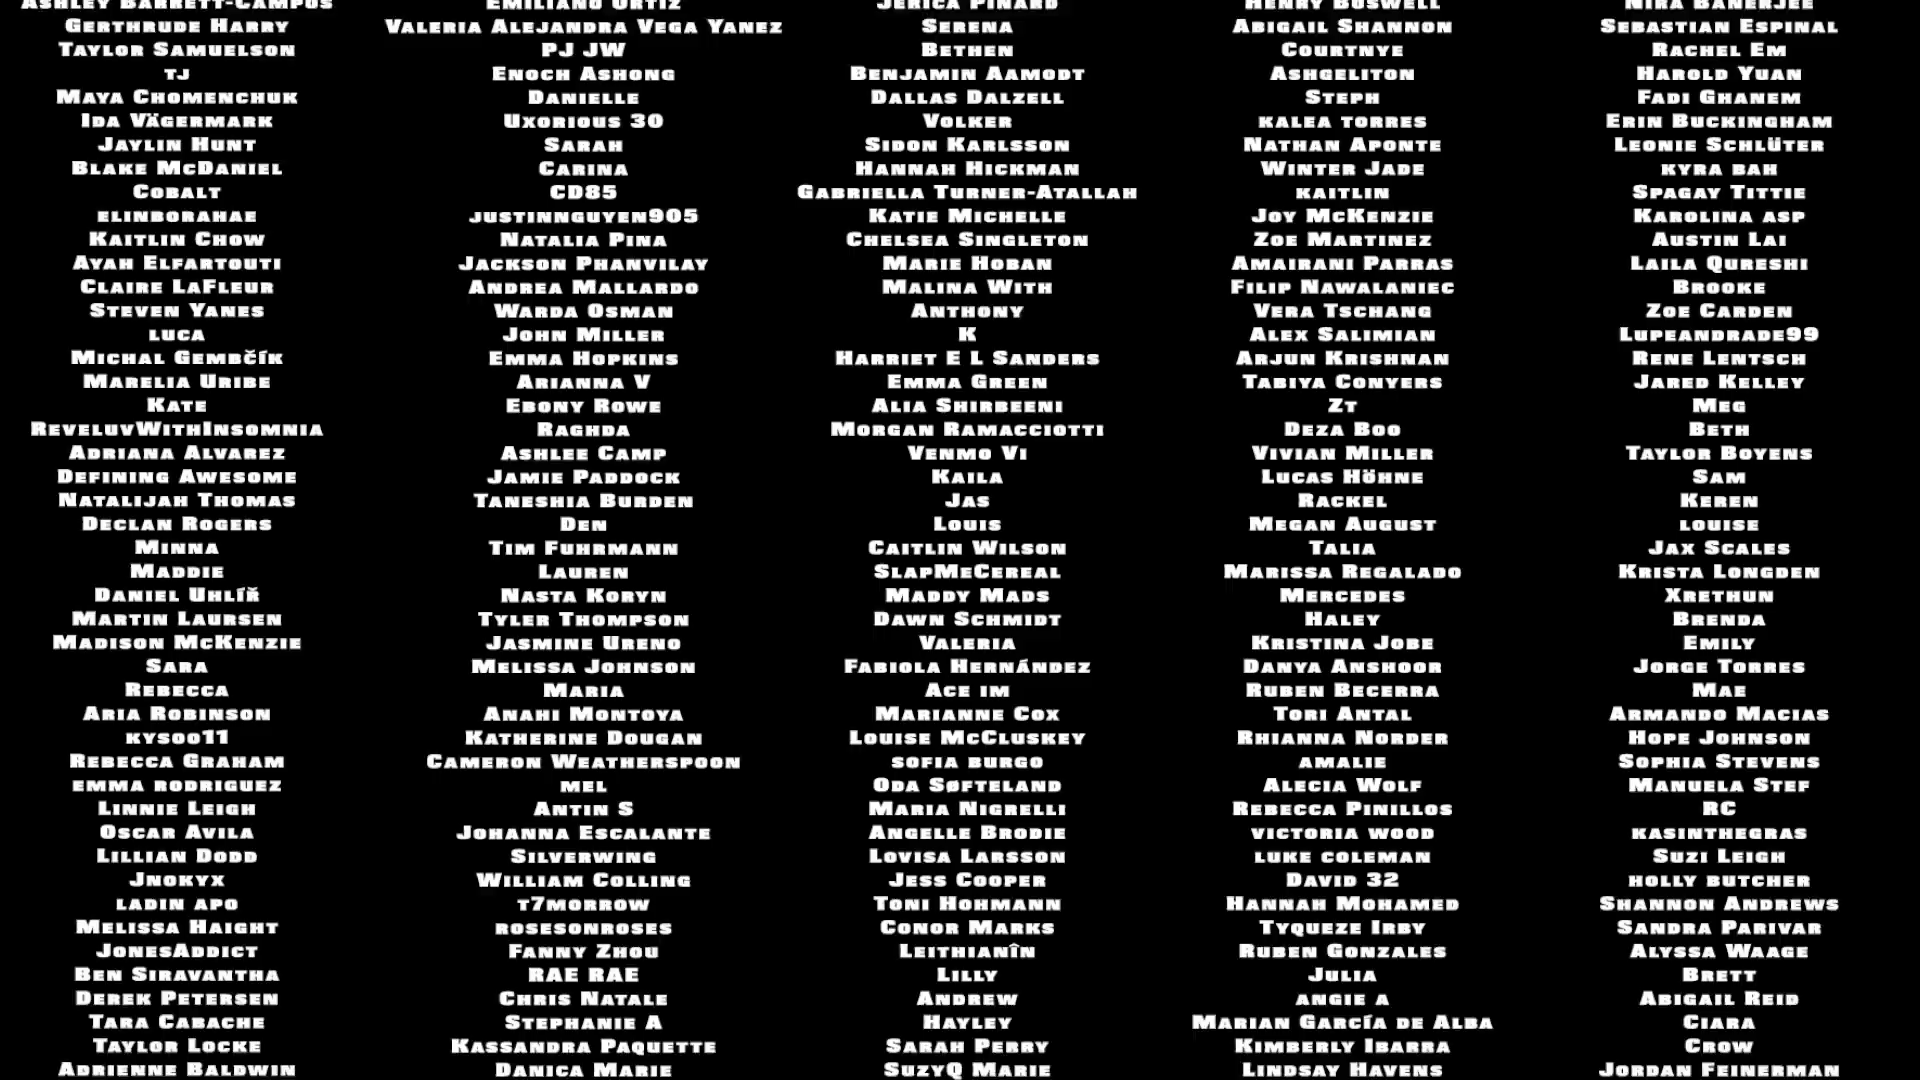 Ashley Barrett-Campos
Gerthrude Harry
Taylor Samuelson
TJ
Maya Chomenchuk
Ida Vägermark
Jaylin Hunt
Blake McDaniel
Cobalt
elinborahae
Kaitlin Chow
Ayah Elfartouti
Claire LaFleur
Steven Yanes
luca
Michal Gembčík
Marelia Uribe
Kate
ReveluvWithInsomnia
Adriana Alvarez
Defining Awesome
Natalijah Thomas
Declan Rogers
Minna
Maddie
Daniel Uhlíř
Martin Laursen
Madison McKenzie
Sara
Rebecca
Aria Robinson
kysoo11
Rebecca Graham
emma rodriguez
Linnie Leigh
Oscar Avila
Lillian Dodd
Jnokyx
ladin apo
Melissa Haight
JonesAddict
Ben Siravantha
Derek Petersen
Tara Cabache
Taylor Locke
Adrienne Baldwin
Emiliano Ortiz
Valeria Alejandra Vega Yanez
PJ JW
Enoch Ashong
Danielle
Uxorious 30
Sarah
Carina
CD85
justinnguyen905
Natalia Pina
Jackson Phanvilay
Andrea Mallardo
Warda Osman
John Miller
Emma Hopkins
Arianna V
Ebony Rowe
Raghda
Ashlee Camp
Jamie Paddock
Taneshia Burden
Den
Tim Fuhrmann
Lauren
Nasta Koryn
Tyler Thompson
Jasmine Ureno
Melissa Johnson
Maria
Anahi Montoya
Katherine Dougan
Cameron Weatherspoon
mel
Antin S
Johanna Escalante
Silverwing
William Colling
t7morrow
rosesonroses
Fanny Zhou
RAE RAE
Chris Natale
Stephanie A
Kassandra Paquette
Danica Marie
Jerica Pinard
Serena
Bethen
Benjamin Aamodt
Dallas Dalzell
Volker
Sidon Karlsson
Hannah Hickman
Gabriella Turner-Atallah
Katie Michelle
Chelsea Singleton
Marie Hoban
Malina With
Anthony
K
Harriet E L Sanders
Emma Green
Alia Shirbeeni
Morgan Ramacciotti
Venmo Vi
Kaila
Jas
Louis
Caitlin Wilson
SlapMeCereal
Maddy Mads
Dawn Schmidt
Valeria
Fabiola Hernández
Ace im
Marianne Cox
Louise McCluskey
sofia burgo
Oda Søfteland
Maria Nigrelli
Angelle Brodie
Lovisa Larsson
Jess Cooper
Toni Hohmann
Conor Marks
Leithianîn
Lilly
Andrew
Hayley
Sarah Perry
SuzyQ Marie
Henry Boswell
Abigail Shannon
Courtnye
Ashgeliton
Steph
kalea torres
Nathan Aponte
Winter Jade
kaitlin
Joy McKenzie
Zoe Martinez
Amairani Parras
Filip Nawalaniec
Vera Tschang
Alex Salimian
Arjun Krishnan
Tabiya Conyers
Zt
Deza Boo
Vivian Miller
Lucas Höhne
Rackel
Megan August
Talia
Marissa Regalado
Mercedes
Haley
Kristina Jobe
Danya Anshoor
Ruben Becerra
Tori Antal
Rhianna Norder
amalie
Alecia Wolf
Rebecca Pinillos
victoria wood
luke coleman
David 32
Hannah Mohamed
Tyqueze Irby
Ruben Gonzales
Julia
angie a
Marian García de Alba
Kimberly Ibarra
Lindsay Havens
Nira Banerjee
Sebastian Espinal
Rachel Em
Harold Yuan
Fadi Ghanem
Erin Buckingham
Leonie Schlüter
kyra bah
Spagay Tittie
Karolina asp
Austin Lai
Laila Qureshi
Brooke
Zoe Carden
Lupeandrade99
Rene Lentsch
Jared Kelley
Meg
Beth
Taylor Boyens
Sam
Keren
louise
Jax Scales
Krista Longden
Xrethun
Brenda
Emily
Jorge Torres
Mae
Armando Macias
Hope Johnson
Sophia Stevens
Manuela Stef
RC
kasinthegras
Suzi Leigh
holly butcher
Shannon Andrews
Sandra Parivar
Alyssa Waage
Brett
Abigail Reid
Ciara
Crow
Jordan Feinerman